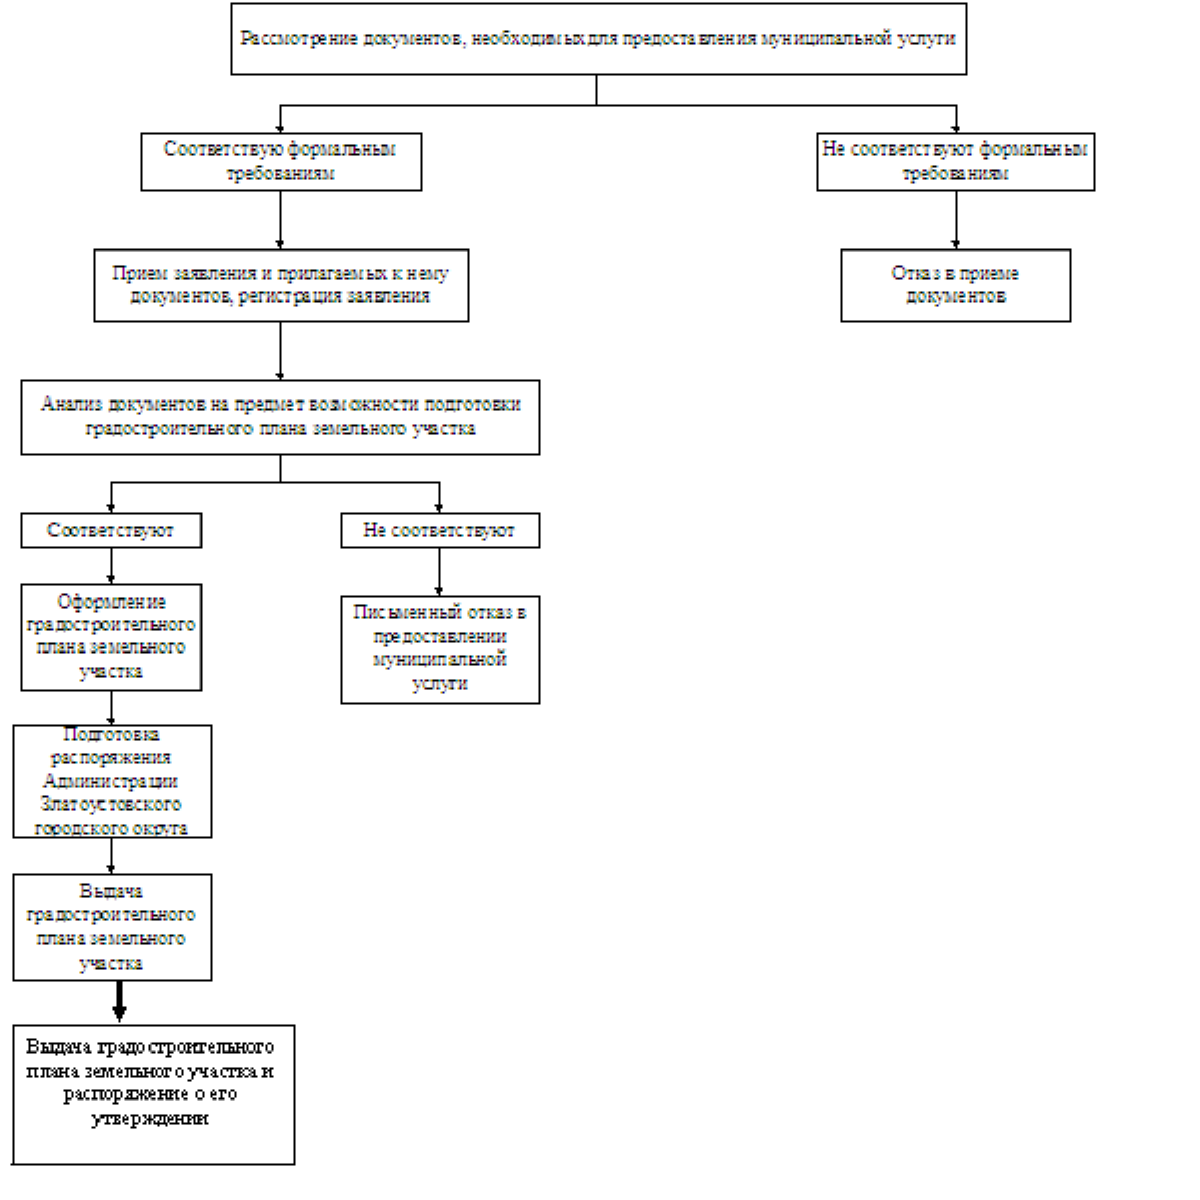 Рассмотрение документов, необходимых для предоставления муниципальной услуги
Соответствую формальным
требованиям
Не соответствуют формальным
требованиям
Прием заявления и прилагаемых к нему
документов, регистрация заявления
Отказ в приеме
документов
Анализ документов на предмет возможности подготовки
градостроительного плана земельного участка
Соответствуют
Не соответствуют
Оформление
градостроительного
плана земельного
участка
Письменный отказ в
предоставлении
муниципальной
услуги
Подготовка
распоряжения
Администрации
Златоустовского
городского округа
Выдача
градостроительного
плана земельного
участка
Выдача градостроительного
плана земельного участка и
распоряжение о его
утверждении